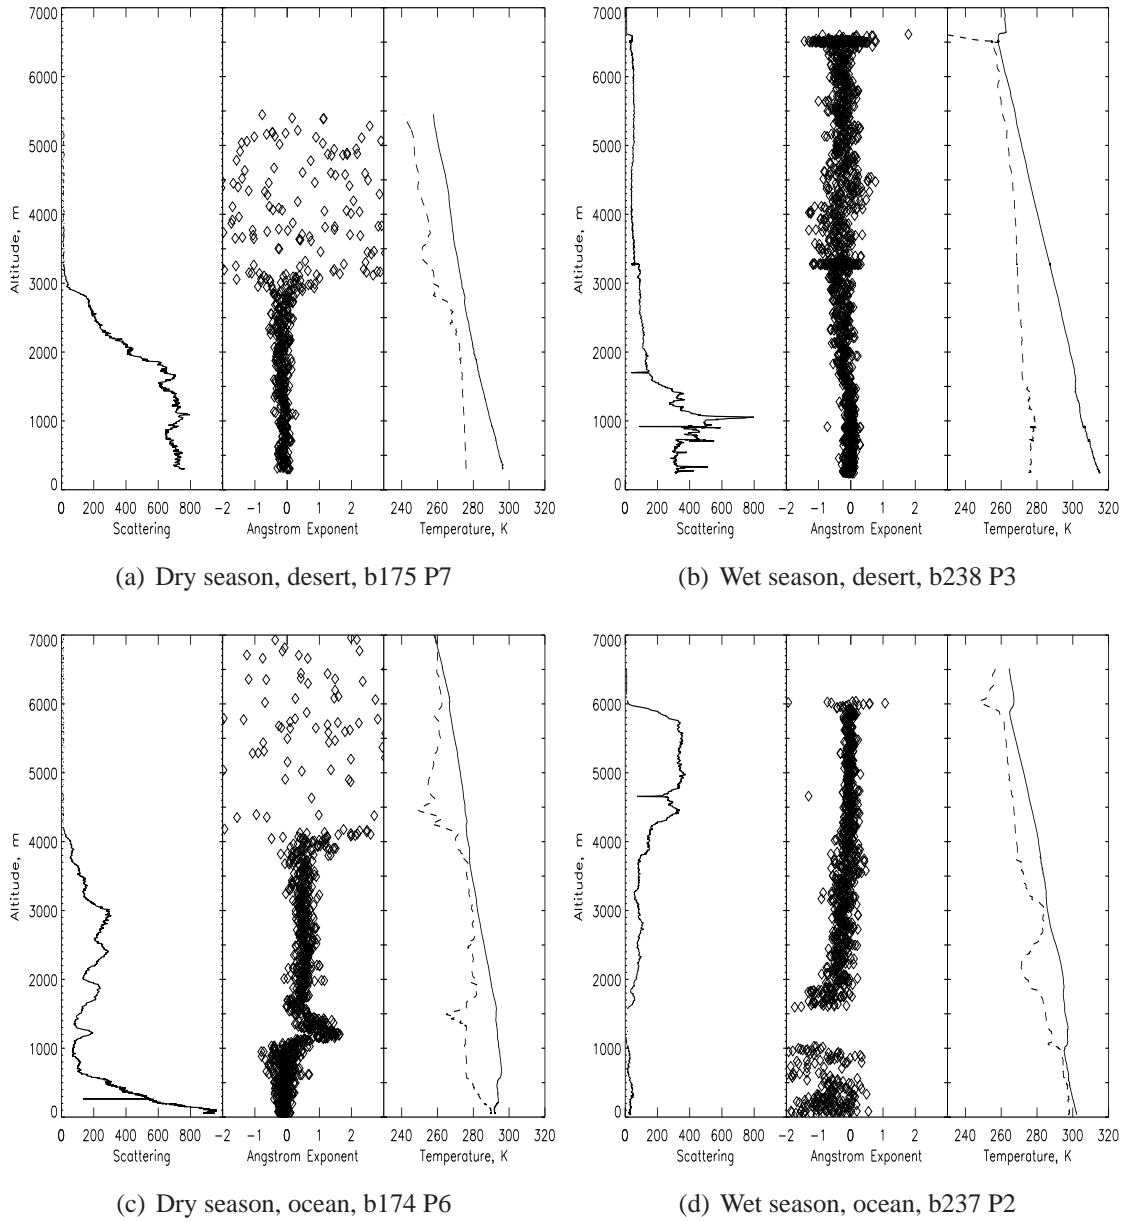 7000
6000
5000
4000
3000
2000
1000
0
Altitude, m
0 200 400 600 800
Scattering
-2 -1 0 1 2
Angstrom Exponent
240 260 280 300 320
Temperature, K
(a) Dry season, desert, b175 P7
7000
6000
5000
4000
3000
2000
1000
0
Altitude, m
0 200 400 600 800
Scattering
-2 -1 0 1 2
Angstrom Exponent
240 260 280 300 320
Temperature, K
(b) Wet season, desert, b238 P3
7000
6000
5000
4000
3000
2000
1000
0
Altitude, m
0 200 400 600 800
Scattering
-2 -1 0 1 2
Angstrom Exponent
240 260 280 300 320
Temperature, K
(c) Dry season, ocean, b174 P6
7000
6000
5000
4000
3000
2000
1000
0
Altitude, m
0 200 400 600 800
Scattering
-2 -1 0 1 2
Angstrom Exponent
240 260 280 300 320
Temperature, K
(d) Wet season, ocean, b237 P2